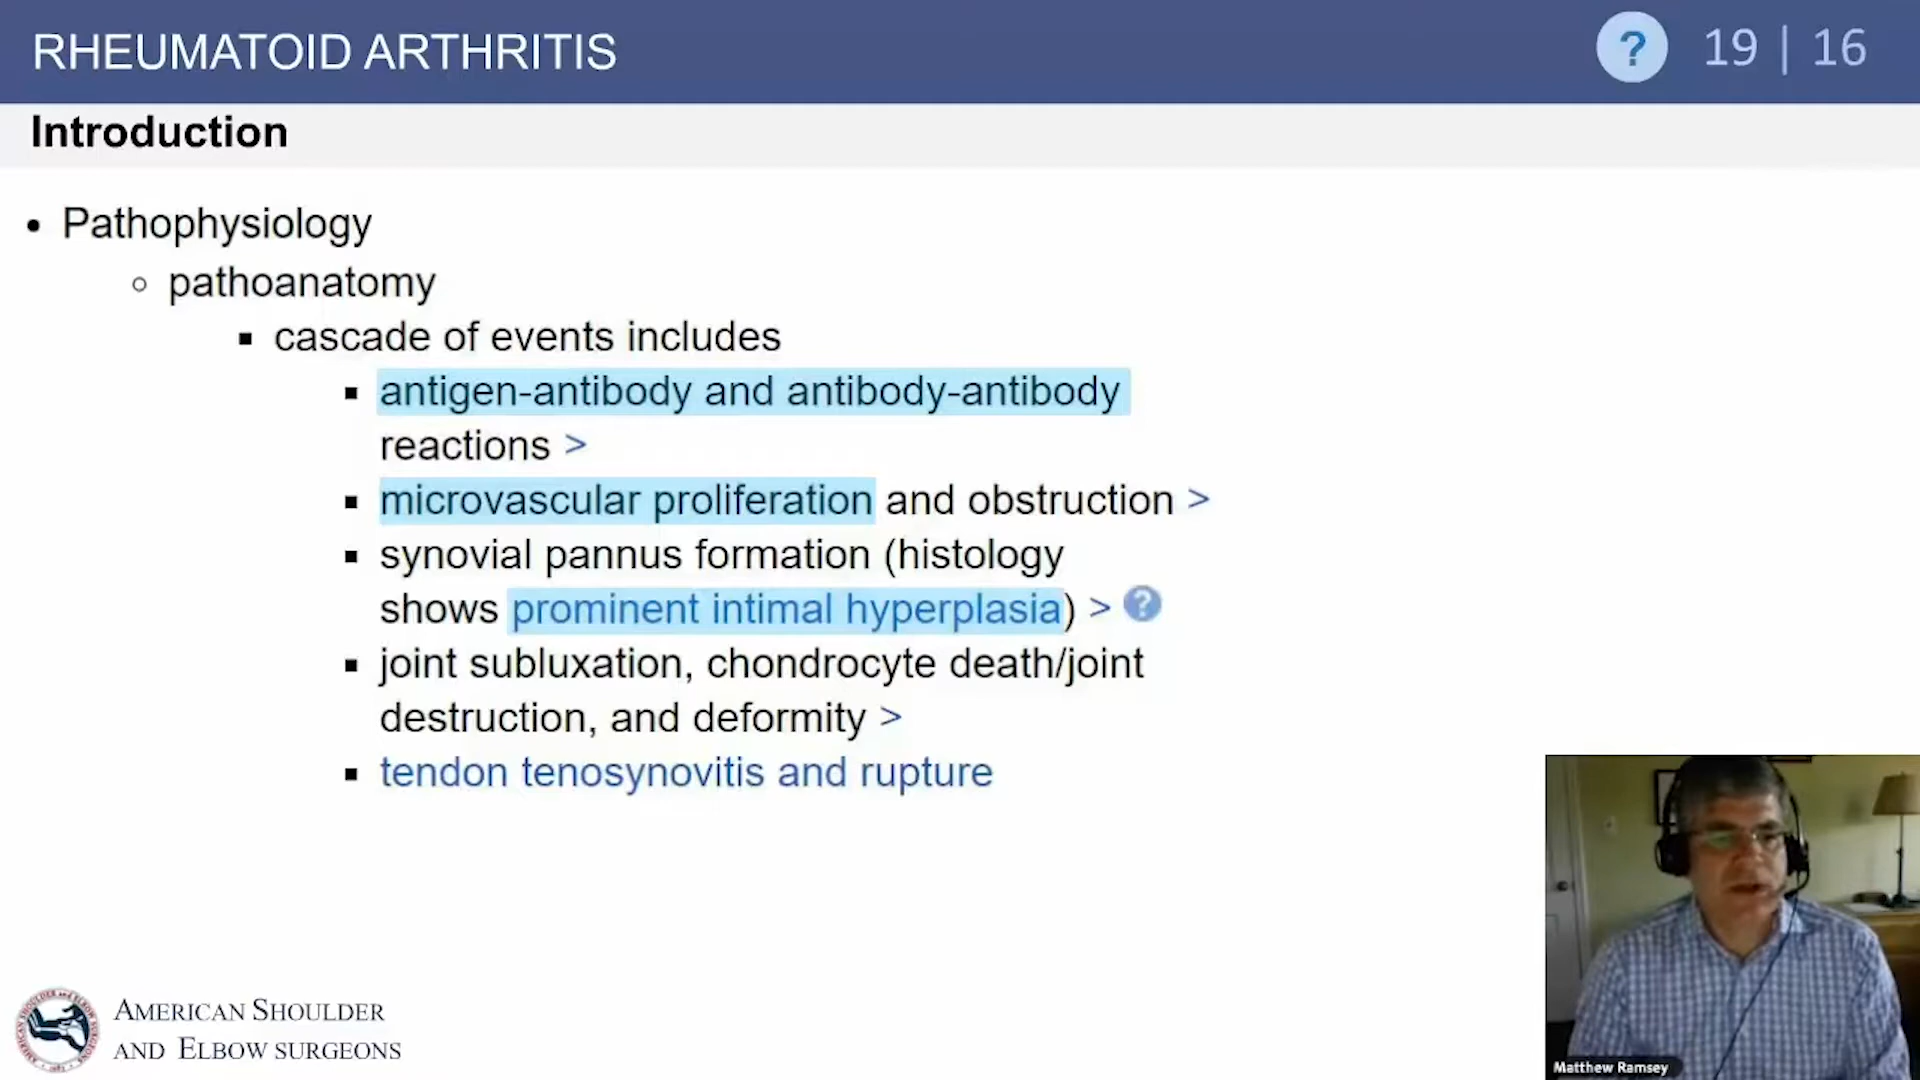 RHEUMATOID ARTHRITIS
? 19 | 16
Introduction
• Pathophysiology
○ pathoanatomy
▪ cascade of events includes
▪ antigen-antibody and antibody-antibody
reactions >
▪ microvascular proliferation and obstruction >
▪ synovial pannus formation (histology
shows prominent intimal hyperplasia) > ?
▪ joint subluxation, chondrocyte death/joint
destruction, and deformity >
▪ tendon tenosynovitis and rupture
AMERICAN SHOULDER
AND ELBOW SURGEONS
Matthew Ramsey